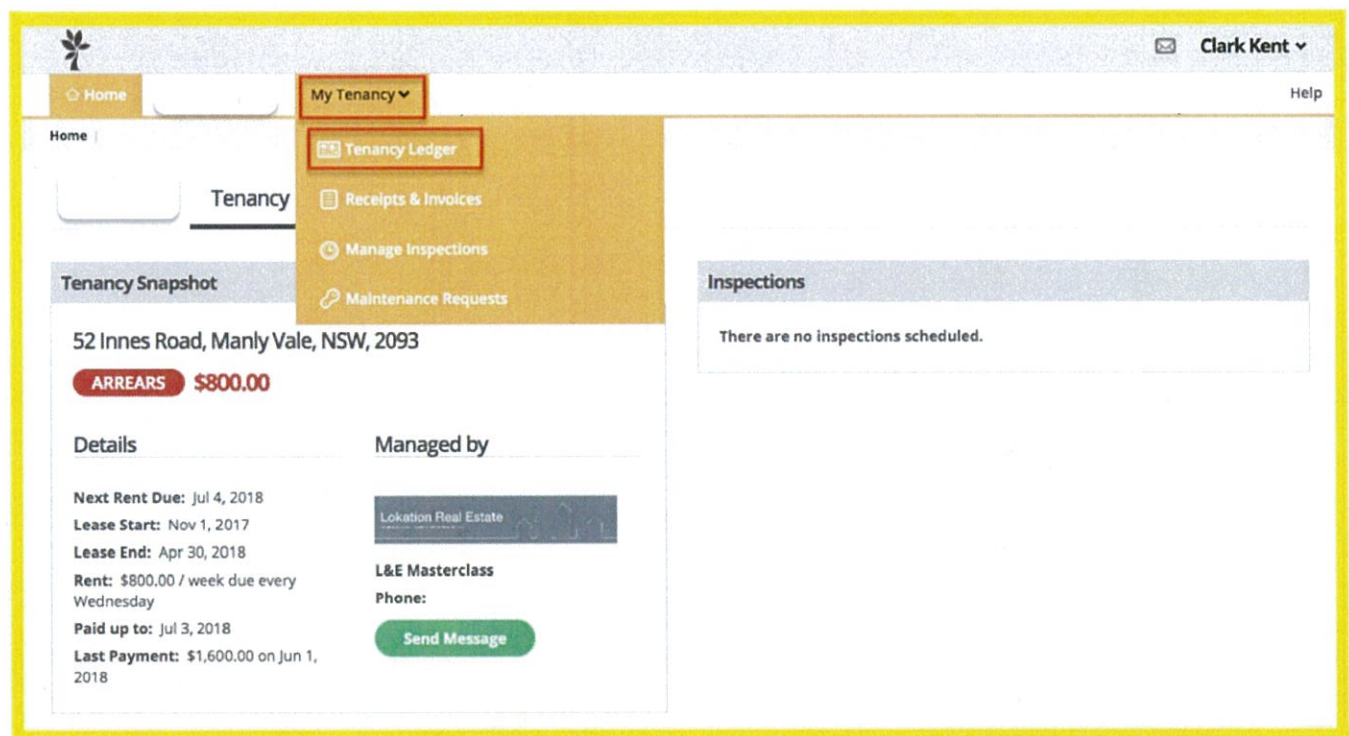 Clark Kent
Home
My Tenancy
Help
Home
Tenancy Ledger
Tenancy
Receipts & Invoices
Manage Inspections
Maintenance Requests
Tenancy Snapshot
52 Innes Road, Manly Vale, NSW, 2093
ARREARS $800.00
Details
Next Rent Due: Jul 4, 2018
Lease Start: Nov 1, 2017
Lease End: Apr 30, 2018
Rent: $800.00 / week due every
Wednesday
Paid up to: Jul 3, 2018
Last Payment: $1,600.00 on Jun 1,
2018
Managed by
Lokation Real Estate
L&E Masterclass
Phone:
Send Message
Inspections
There are no inspections scheduled.